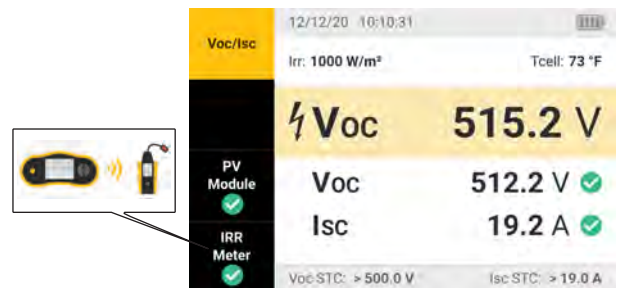 12/12/20 10:10:31
Voc/Isc
Irr: 1000 W/m² Tcell: 73 °F
Voc 515.2 V
PV
Module
Voc 512.2 V
Isc 19.2 A
IRR
Meter
Voc STC: > 500.0 V Isc STC: > 19.0 A